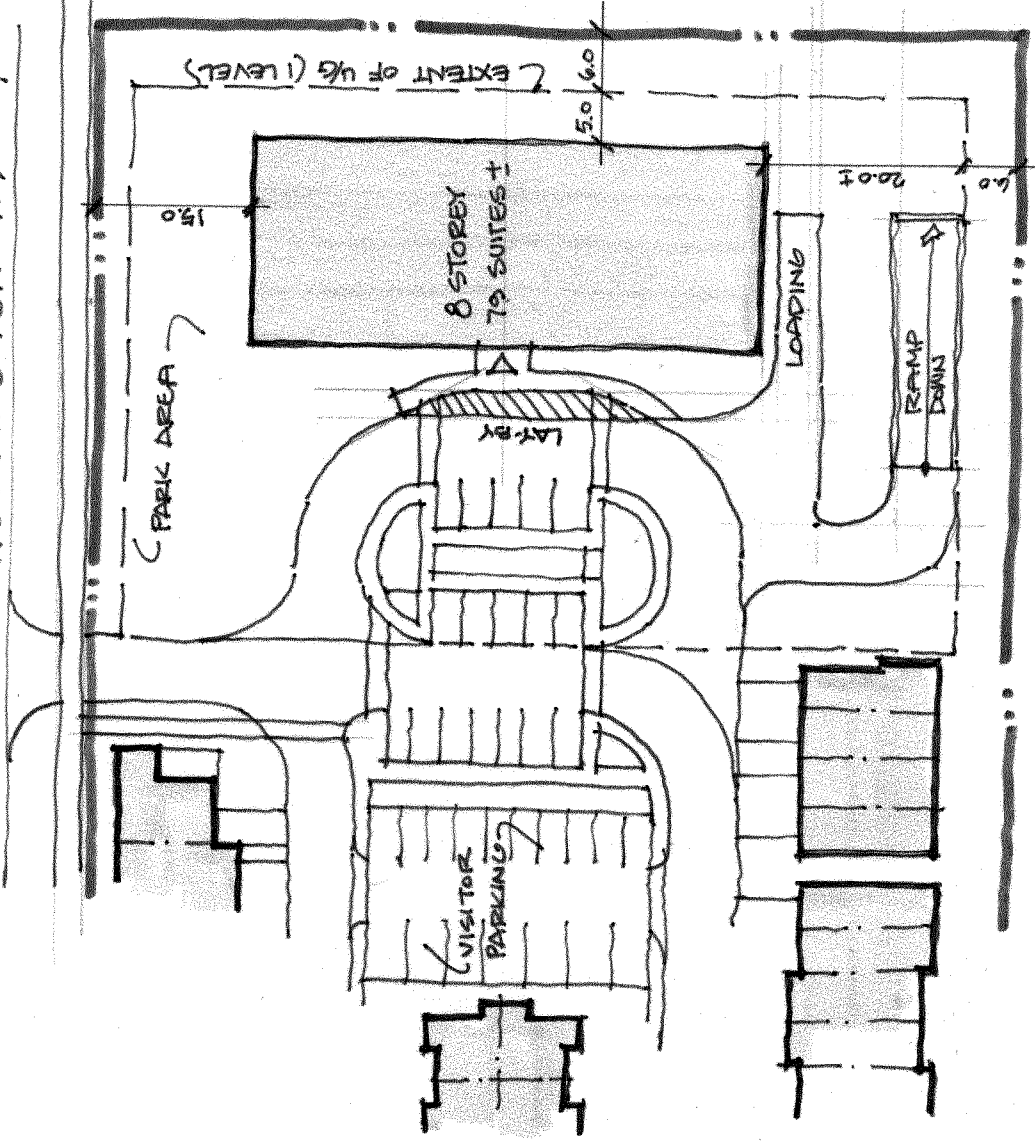 (EXTENT OF U/G (1 LEVEL)
6.0
5.0
15.0
20.0±
6.0
8 STOREY
79 SUITES ±
LOADING
RAMP
DOWN
LAY-BY
(PARK AREA)
(VISITOR
PARKING)